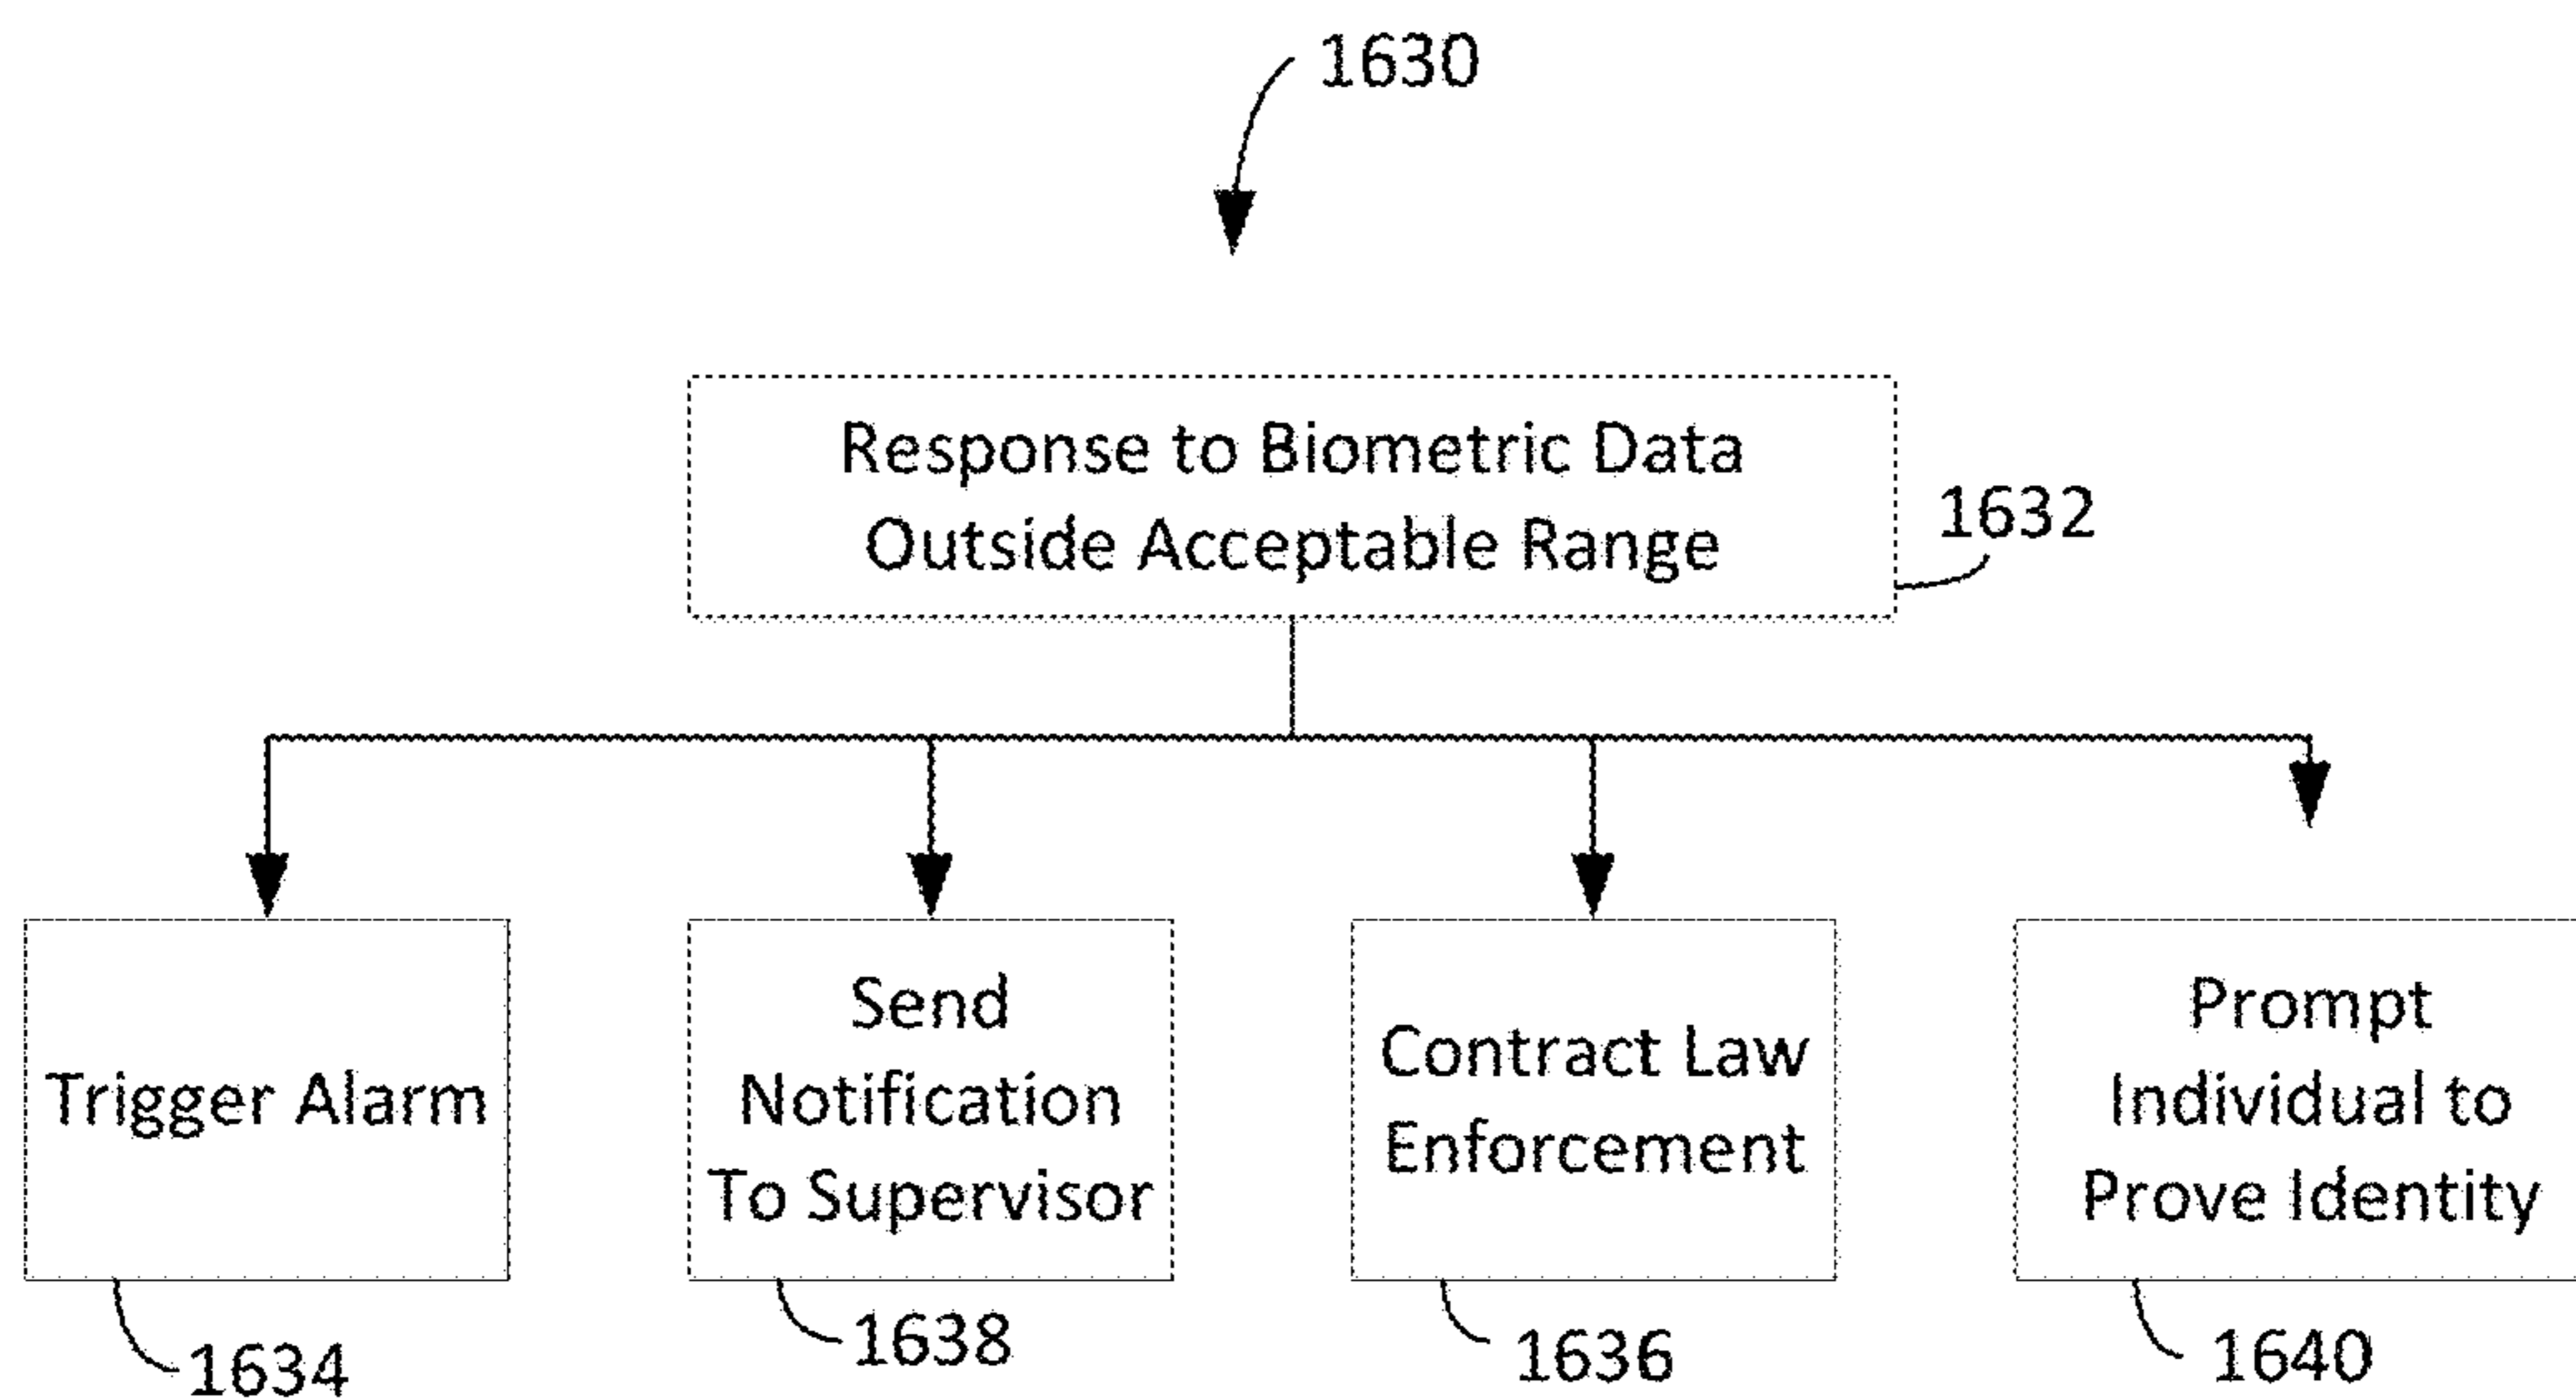 1630
Response to Biometric Data
Outside Acceptable Range
1632
Trigger Alarm
1634
Send
Notification
To Supervisor
1638
Contract Law
Enforcement
1636
Prompt
Individual to
Prove Identity
1640